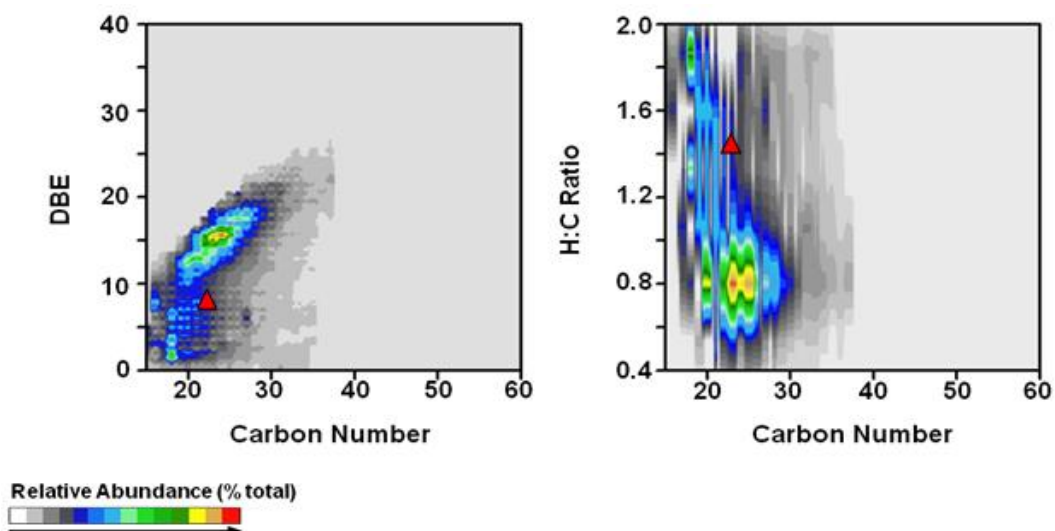 40
30
20
10
0
DBE
20 30 40 50 60
Carbon Number
2.0
1.6
1.2
0.8
0.4
H:C Ratio
20 30 40 50 60
Carbon Number
Relative Abundance (% total)